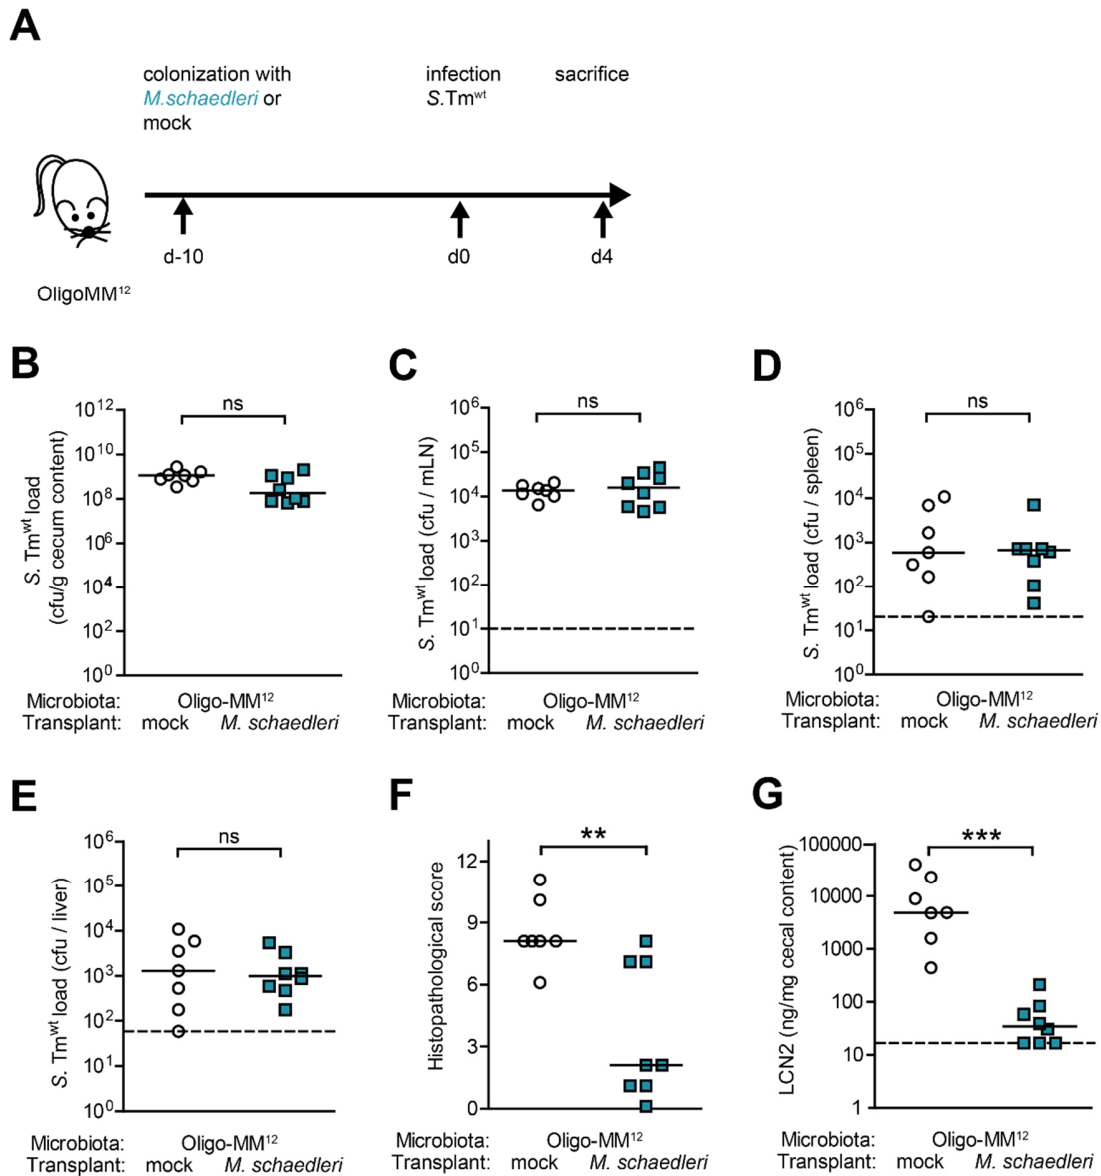 A
colonization with
M.schaedleri or
mock
infection
S.Tmʷᵗ
sacrifice
d-10
d0
d4
OligoMM¹²
B
ns
S. Tmʷᵗ load
(cfu/g cecum content)
10¹²
10¹⁰
10⁸
10⁶
10⁴
10²
10⁰
Microbiota: Oligo-MM¹²
Transplant: mock M. schaedleri
C
ns
S. Tmʷᵗ load (cfu / mLN)
10⁶
10⁵
10⁴
10³
10²
10¹
10⁰
Oligo-MM¹²
Microbiota:
Transplant: mock M. schaedleri
D
ns
S. Tmʷᵗ load (cfu / spleen)
10⁶
10⁵
10⁴
10³
10²
10¹
10⁰
Microbiota: Oligo-MM¹²
Transplant: mock M. schaedleri
E
ns
S. Tmʷᵗ load (cfu / liver)
10⁶
10⁵
10⁴
10³
10²
10¹
10⁰
Microbiota: Oligo-MM¹²
Transplant: mock M. schaedleri
F
**
Histopathological score
12
9
6
3
0
Microbiota: Oligo-MM¹²
Transplant: mock M. schaedleri
G
***
LCN2 (ng/mg cecal content)
100000
10000
1000
100
10
1
Microbiota: Oligo-MM¹²
Transplant: mock M. schaedleri